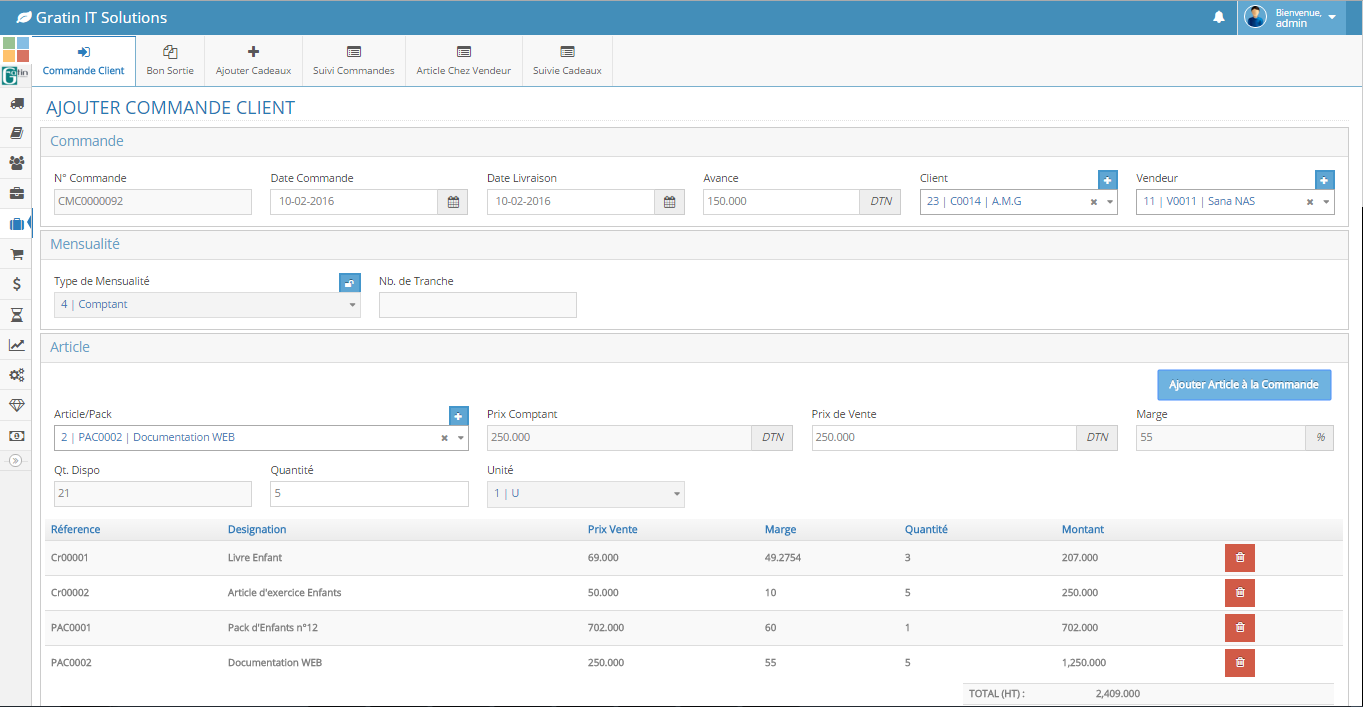 Gratin IT Solutions
Bienvenue,
admin
Commande Client
Bon Sortie
Ajouter Cadeaux
Suivi Commandes
Article Chez Vendeur
Suivie Cadeaux
AJOUTER COMMANDE CLIENT
Commande
N° Commande Date Commande Date Livraison Avance Client Vendeur
CMC0000092 10-02-2016 10-02-2016 150.000 DTN 23 | C0014 | A.M.G 11 | V0011 | Sana NAS
Mensualité
Type de Mensualité Nb. de Tranche
4 | Comptant
Article
Ajouter Article à la Commande
Article/Pack Prix Comptant Prix de Vente Marge
2 | PAC0002 | Documentation WEB 250.000 DTN 250.000 DTN 55 %
Qt. Dispo Quantité Unité
21 5 1 | U
Réference Designation Prix Vente Marge Quantité Montant
Cr00001 Livre Enfant 69.000 49.2754 3 207.000
Cr00002 Article d'exercice Enfants 50.000 10 5 250.000
PAC0001 Pack d'Enfants n°12 702.000 60 1 702.000
PAC0002 Documentation WEB 250.000 55 5 1,250.000
TOTAL (HT) : 2,409.000